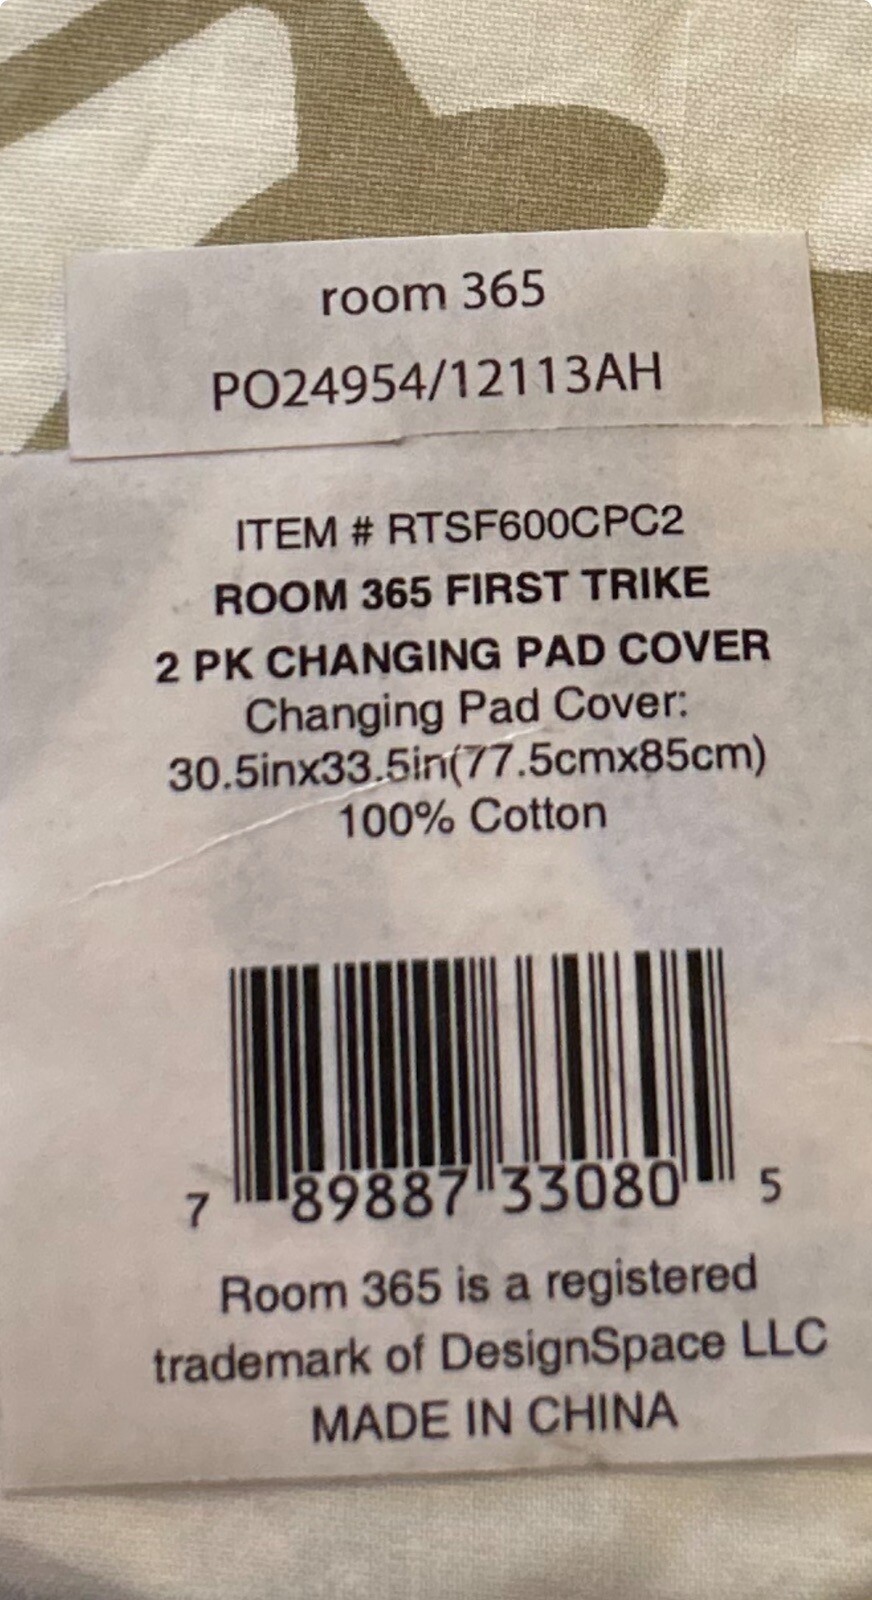 room 365
PO24954/12113AH
ITEM # RTSF600CPC2
ROOM 365 FIRST TRIKE
2 PK CHANGING PAD COVER
Changing Pad Cover:
30.5inx33.5in(77.5cmx85cm)
100% Cotton
7 89887 33080 5
Room 365 is a registered
trademark of DesignSpace LLC
MADE IN CHINA